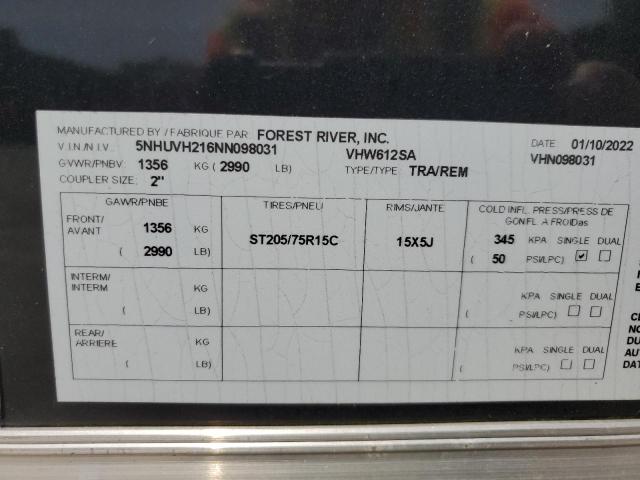 MANUFACTURED BY / FABRIQUE PAR FOREST RIVER, INC.
V.I.N./N.I.V. 5NHUVH216NN098031 VHW612SA DATE 01/10/2022
GVWR/PNBV: 1356 KG ( 2990 LB) TYPE/TYPE: TRA/REM VHN098031
COUPLER SIZE: 2"
GAWR/PNBE TIRES/PNEU RIMS/JANTE COLD INFL. PRESS/PRESS DE
GONFL A FROIDas
FRONT/
AVANT 1356 KG ST205/75R15C 15X5J 345 KPA SINGLE DUAL
( 2990 LB) ( 50 PSI/LPC)
INTERM/
INTERM KG KPA SINGLE DUAL
( LB) ( PSI/LPC)
REAR/
ARRIERE KG KPA SINGLE DUAL
( LB) ( PSI/LPC)